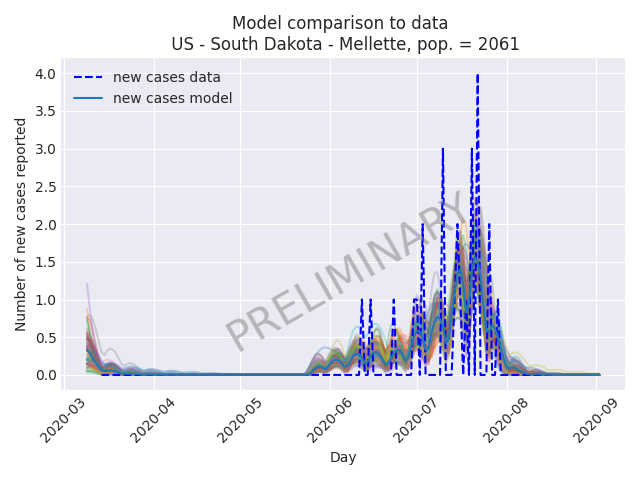 Model comparison to data
US - South Dakota - Mellette, pop. = 2061
new cases data
new cases model
Number of new cases reported
4.0
3.5
3.0
2.5
2.0
1.5
1.0
0.5
0.0
PRELIMINARY
2020-03
2020-04
2020-05
2020-06
2020-07
2020-08
2020-09
Day